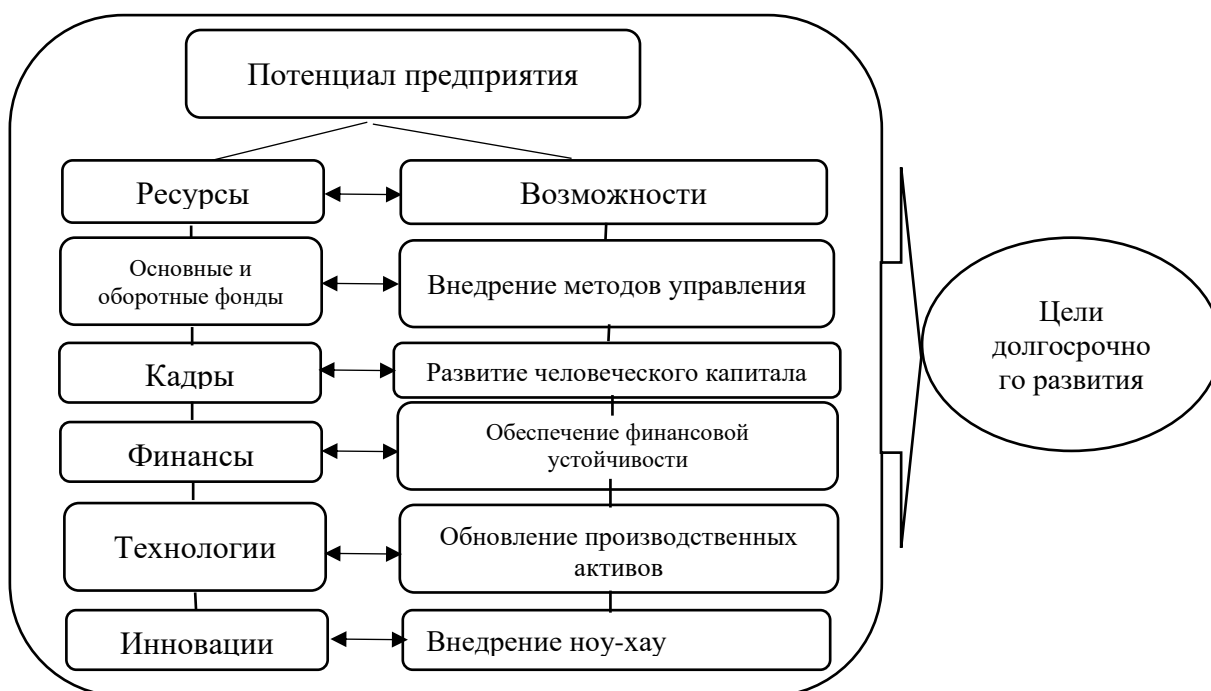 Потенциал предприятия
Ресурсы
Возможности
Основные и
оборотные фонды
Внедрение методов управления
Кадры
Развитие человеческого капитала
Финансы
Обеспечение финансовой
устойчивости
Технологии
Обновление производственных
активов
Инновации
Внедрение ноу-хау
Цели
долгосрочно
го развития